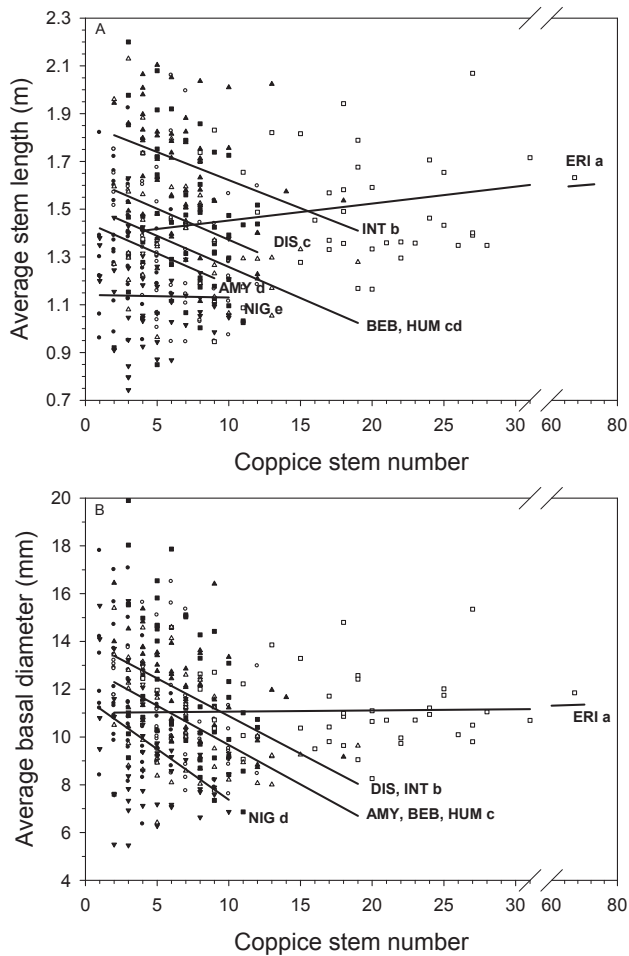 A
2.3
2.1
1.9
1.7
1.5
1.3
1.1
0.9
0.7
Average stem length (m)
ERI a
INT b
DIS c
AMY d
NIG e
BEB, HUM cd
0 5 10 15 20 25 30 60 80
Coppice stem number
B
20
18
16
14
12
10
8
6
4
Average basal diameter (mm)
ERI a
DIS, INT b
AMY, BEB, HUM c
NIG d
0 5 10 15 20 25 30 60 80
Coppice stem number